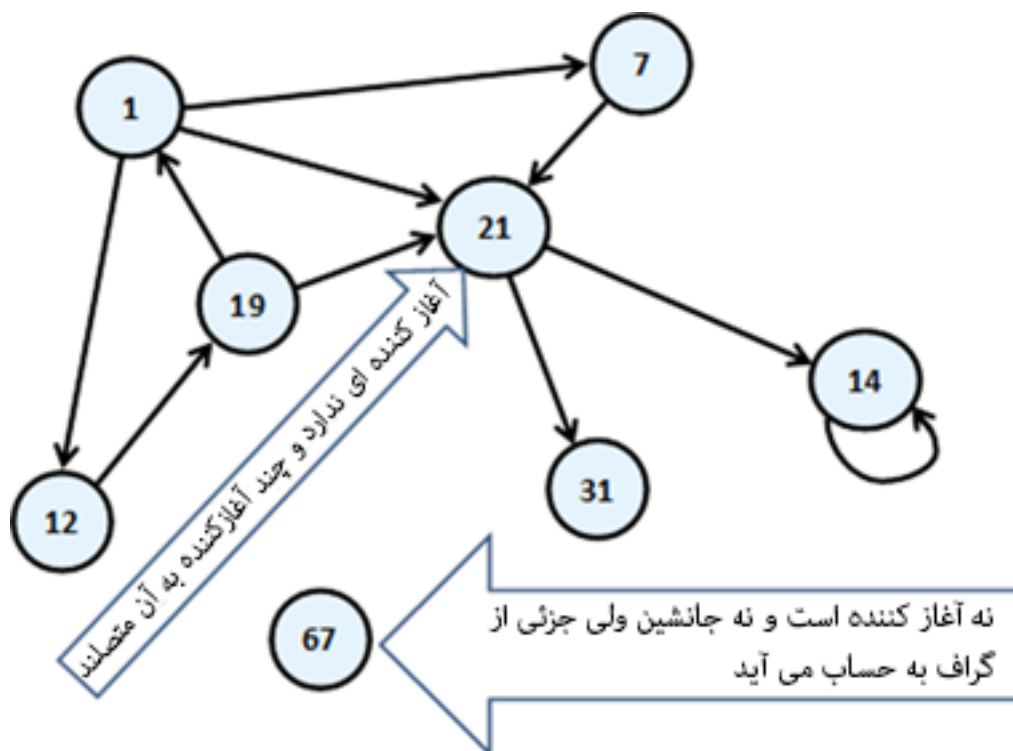 1
7
21
19
14
12
31
67
آغاز کننده ای ندارد و چند آغازکننده به آن متصلند
نه آغاز کننده است و نه جانشین ولی جزئی از
گراف به حساب می آید